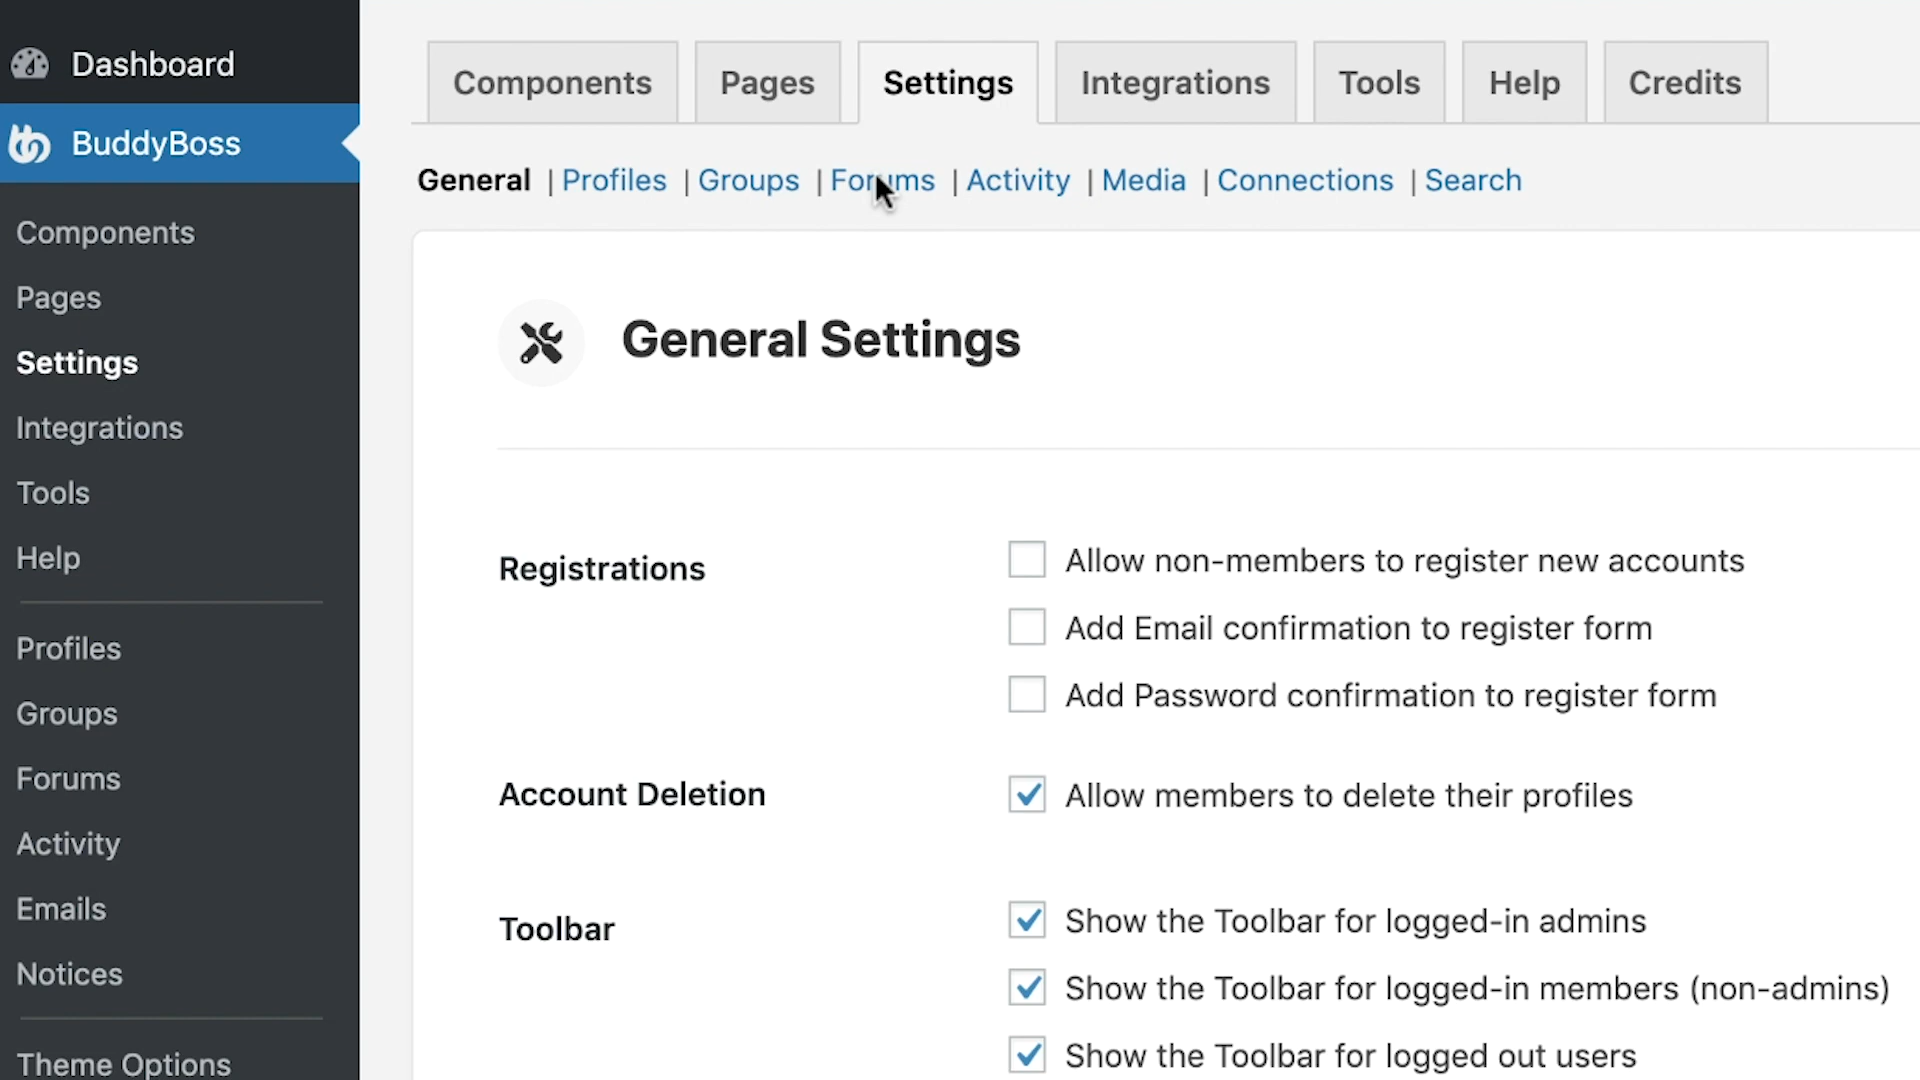 Dashboard
BuddyBoss
Components
Pages
Settings
Integrations
Tools
Help
Profiles
Groups
Forums
Activity
Emails
Notices
Theme Options
Components Pages Settings Integrations Tools Help Credits
General | Profiles | Groups | Forums | Activity | Media | Connections | Search
General Settings
Registrations
Allow non-members to register new accounts
Add Email confirmation to register form
Add Password confirmation to register form
Account Deletion
Allow members to delete their profiles
Toolbar
Show the Toolbar for logged-in admins
Show the Toolbar for logged-in members (non-admins)
Show the Toolbar for logged out users